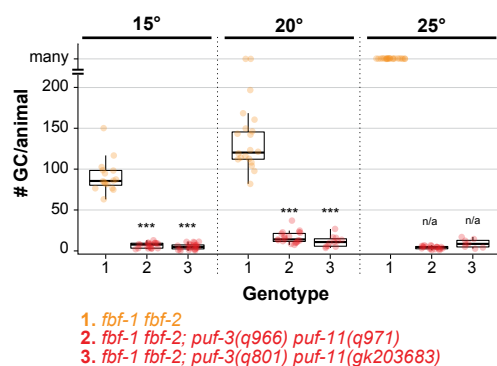 15° 20° 25°
many
200
150
100
50
0
# GC/animal
*** *** *** *** n/a n/a
1 2 3 1 2 3 1 2 3
Genotype
1. fbf-1 fbf-2
2. fbf-1 fbf-2; puf-3(q966) puf-11(q971)
3. fbf-1 fbf-2; puf-3(q801) puf-11(gk203683)